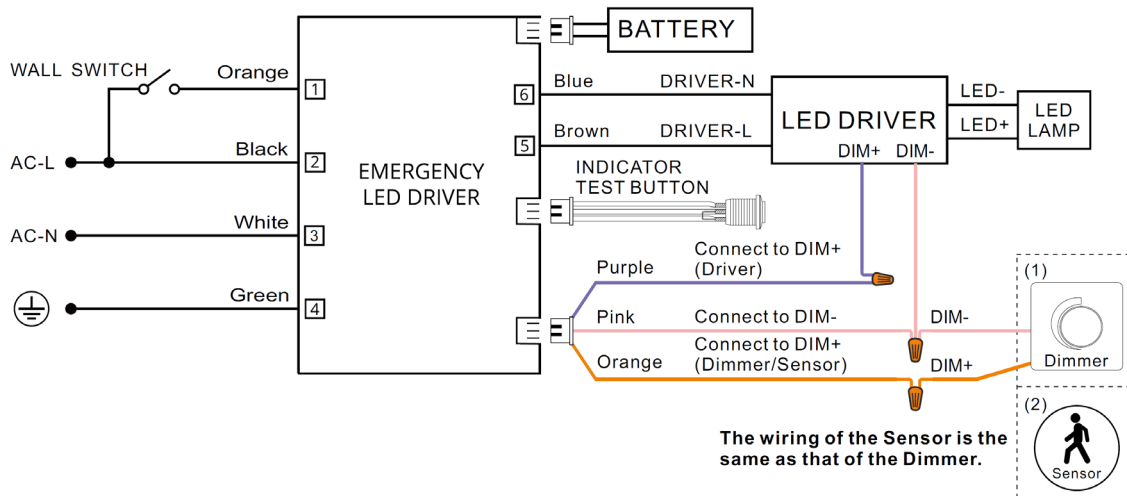 BATTERY
WALL SWITCH
Orange
1
6
Blue
DRIVER-N
LED DRIVER
DIM+
DIM-
LED-
LED+
LED
LAMP
AC-L
Black
2
5
Brown
DRIVER-L
EMERGENCY
LED DRIVER
INDICATOR
TEST BUTTON
AC-N
White
3
Green
4
Purple
Connect to DIM+
(Driver)
Pink
Connect to DIM-
DIM-
Orange
Connect to DIM+
(Dimmer/Sensor)
DIM+
(1)
Dimmer
(2)
Sensor
The wiring of the Sensor is the
same as that of the Dimmer.